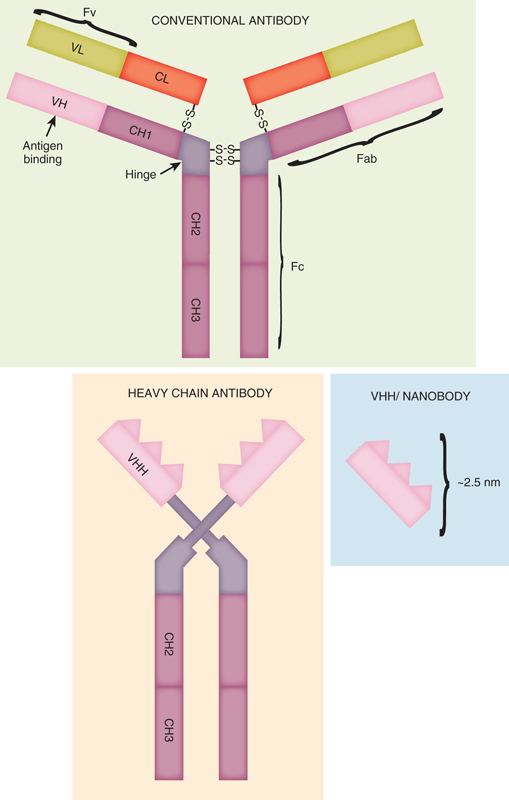 CONVENTIONAL ANTIBODY
Fv
VL
CL
VH
CH1
S-S
S-S
Antigen
binding
Hinge
S-S
S-S
Fab
CH2
CH3
Fc
HEAVY CHAIN ANTIBODY
VHH
CH2
CH3
VHH/ NANOBODY
~2.5 nm